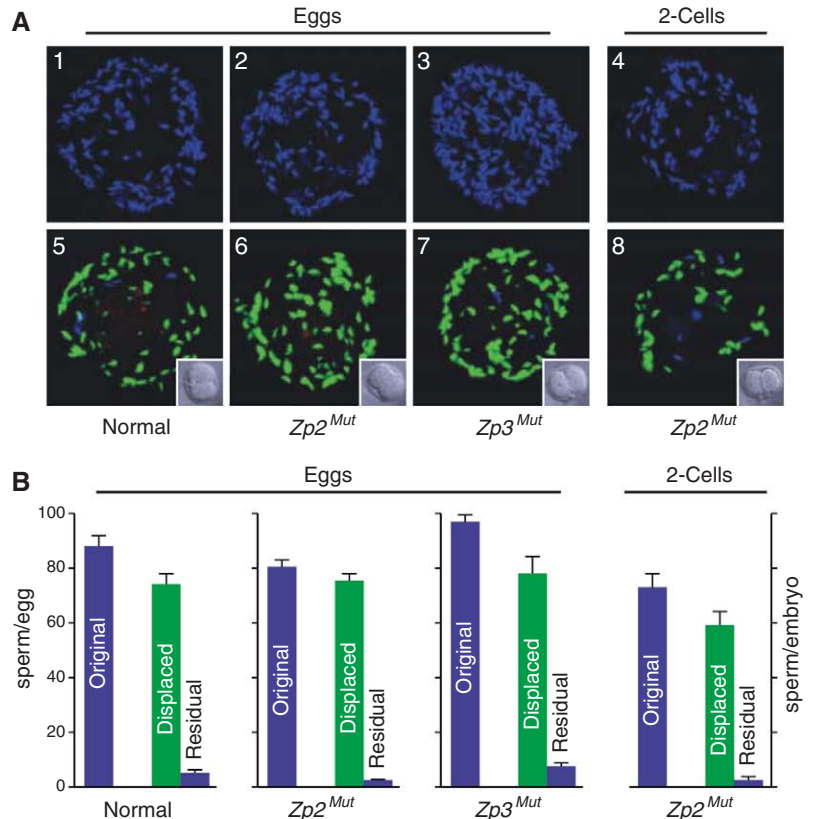 A
Eggs
2-Cells
1
2
3
4
5
6
7
8
Normal
Zp2 Mut
Zp3 Mut
Zp2 Mut
B
Eggs
2-Cells
100
80
60
40
20
0
sperm/egg
Original
Displaced
Residual
Original
Displaced
Residual
Original
Displaced
Residual
Original
Displaced
Residual
sperm/embryo
Normal
Zp2 Mut
Zp3 Mut
Zp2 Mut